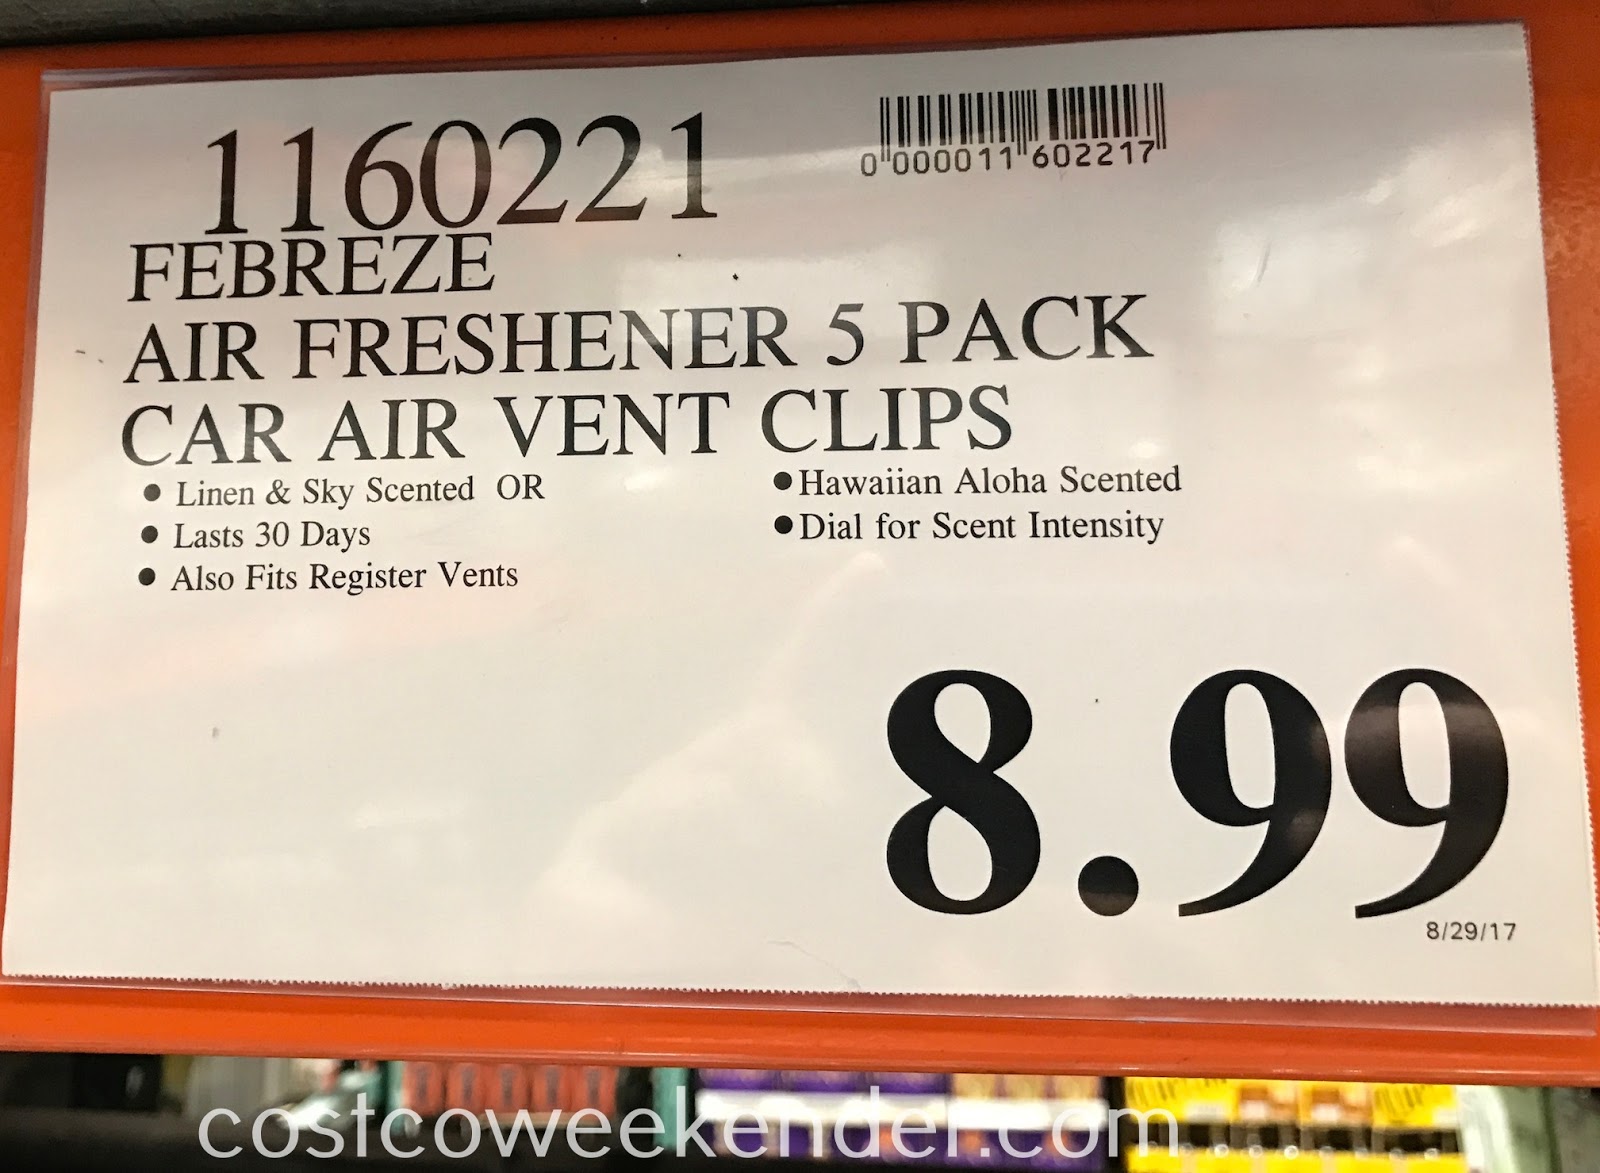 1160221
0 000011 602217
FEBREZE
AIR FRESHENER 5 PACK
CAR AIR VENT CLIPS
• Linen & Sky Scented OR
• Lasts 30 Days
• Also Fits Register Vents
• Hawaiian Aloha Scented
• Dial for Scent Intensity
8.99
8/29/17
costcoweekender.com